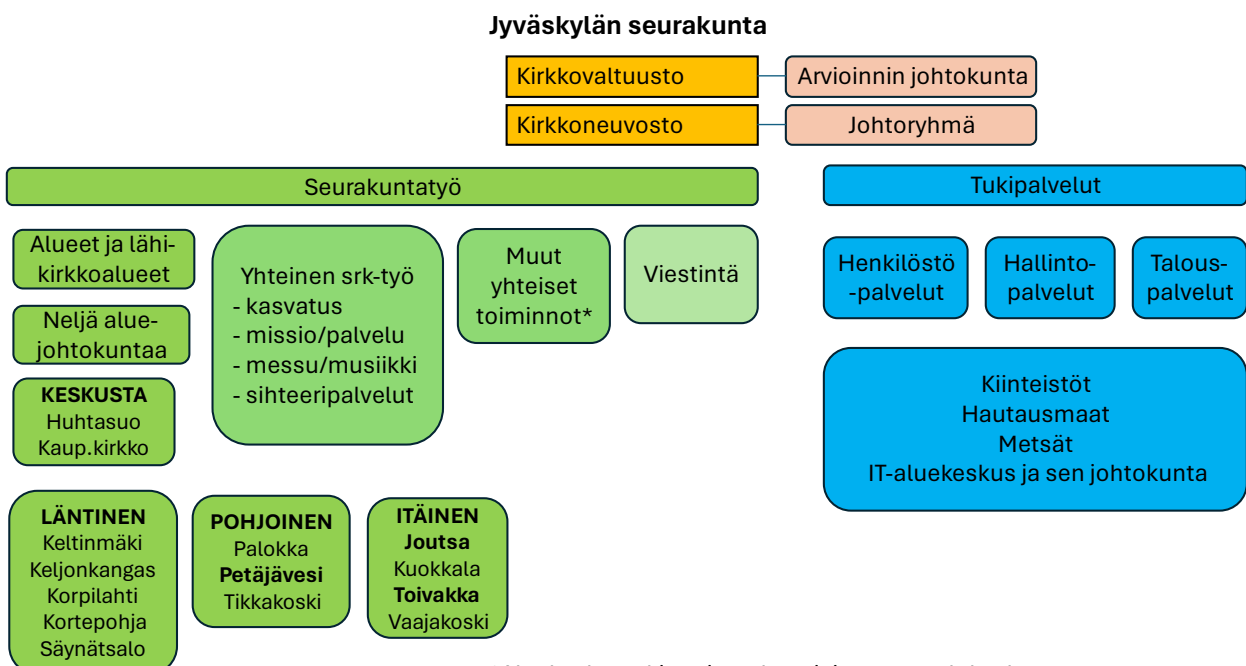 Jyväskylän seurakunta
Kirkkovaltuusto
Arvioinnin johtokunta
Kirkkoneuvosto
Johtoryhmä
Seurakuntatyö
Tukipalvelut
Alueet ja lähi-
kirkkoalueet
Neljä alue-
johtokuntaa
KESKUSTA
Huhtasuo
Kaup.kirkko
Yhteinen srk-työ
- kasvatus
- missio/palvelu
- messu/musiikki
- sihteeripalvelut
Muut
yhteiset
toiminnot*
Viestintä
Henkilöstö
-palvelut
Hallinto-
palvelut
Talous-
palvelut
Kiinteistöt
Hautausmaat
Metsät
IT-aluekeskus ja sen johtokunta
LÄNTINEN
Keltinmäki
Keljonkangas
Korpilahti
Kortepohja
Säynätsalo
POHJOINEN
Palokka
Petäjävesi
Tikkakoski
ITÄINEN
Joutsa
Kuokkala
Toivakka
Vaajakoski